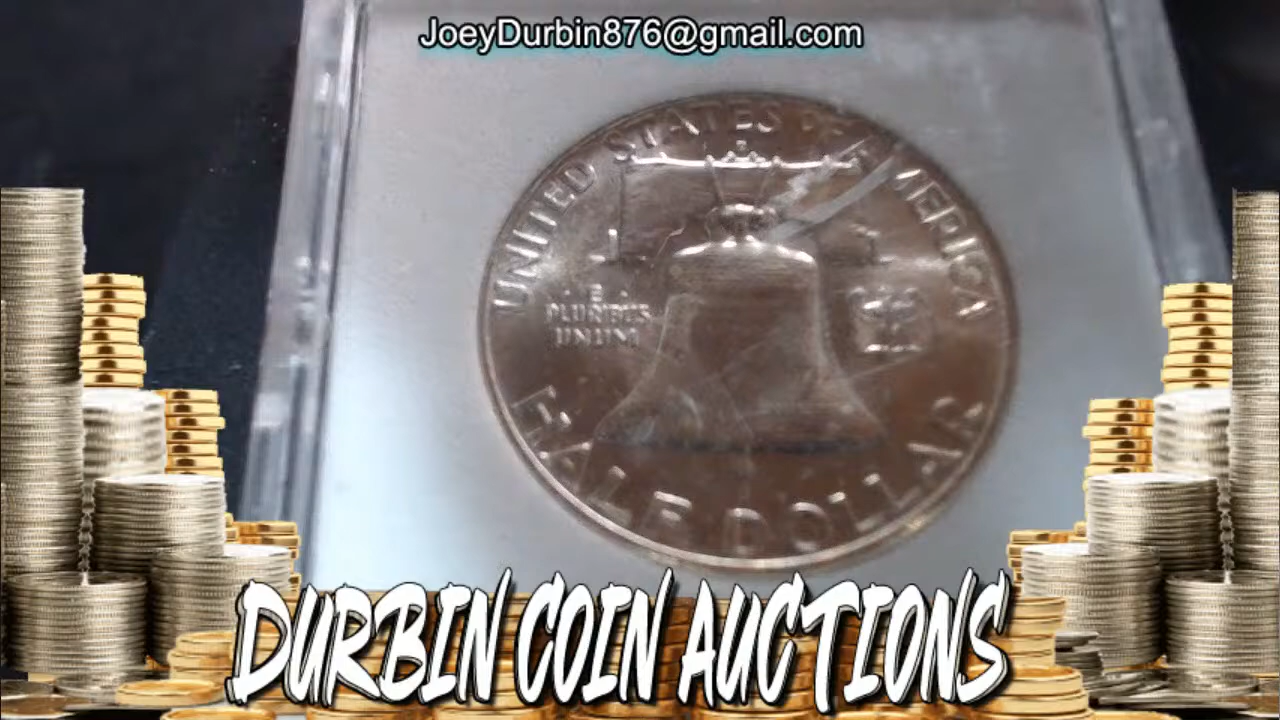 JoeyDurbin876@gmail.com
UNITED STATES OF AMERICA
E
PLURIBUS
UNUM
HALF DOLLAR
DURBIN COIN AUCTIONS